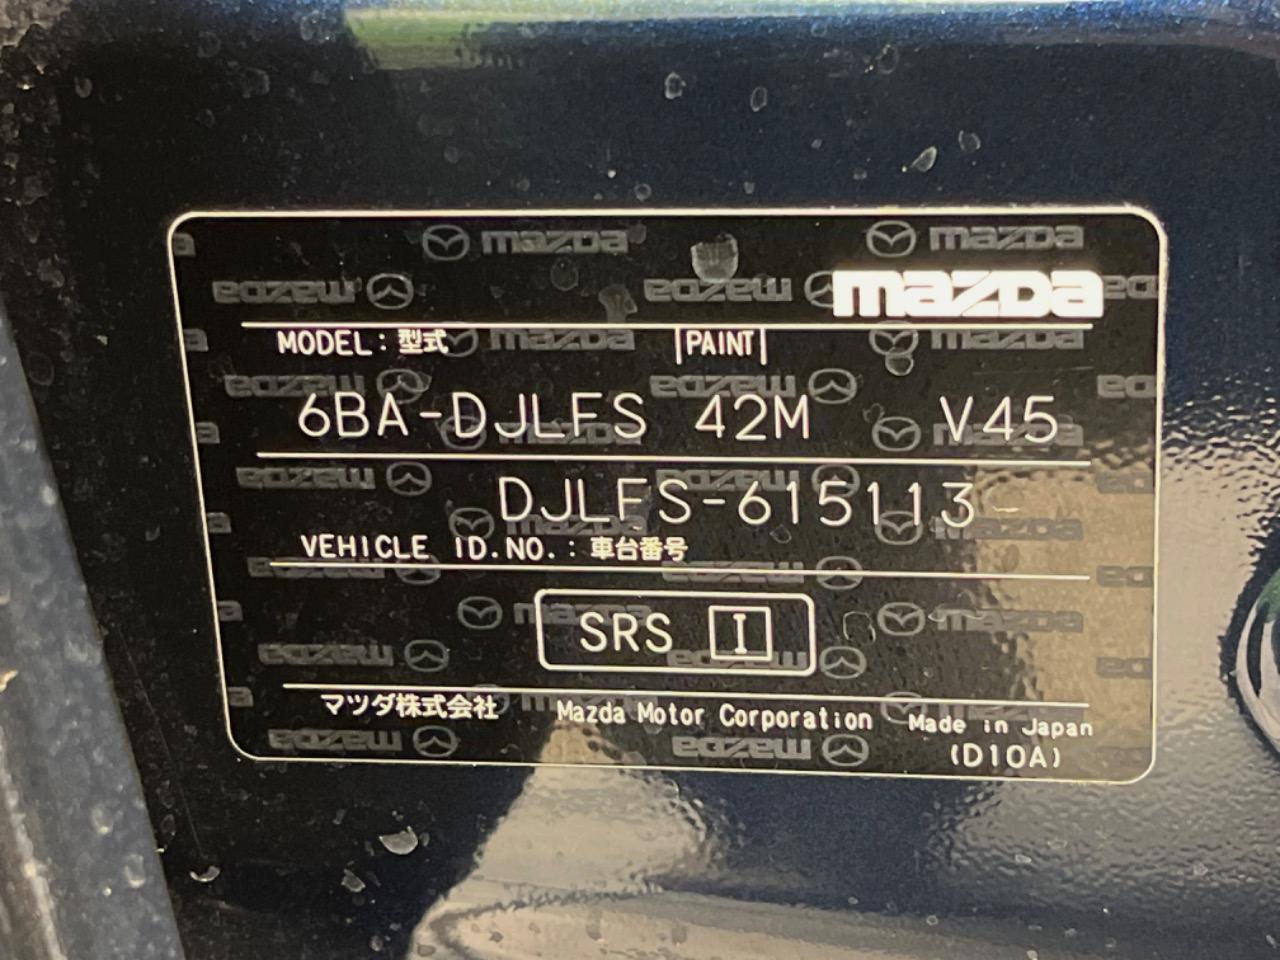 mazda
MODEL: 型式 PAINT
6BA-DJLFS 42M V45
DJLFS-615113
VEHICLE ID.NO.: 車台番号
SRS I
マツダ株式会社 Mazda Motor Corporation Made in Japan
(D10A)